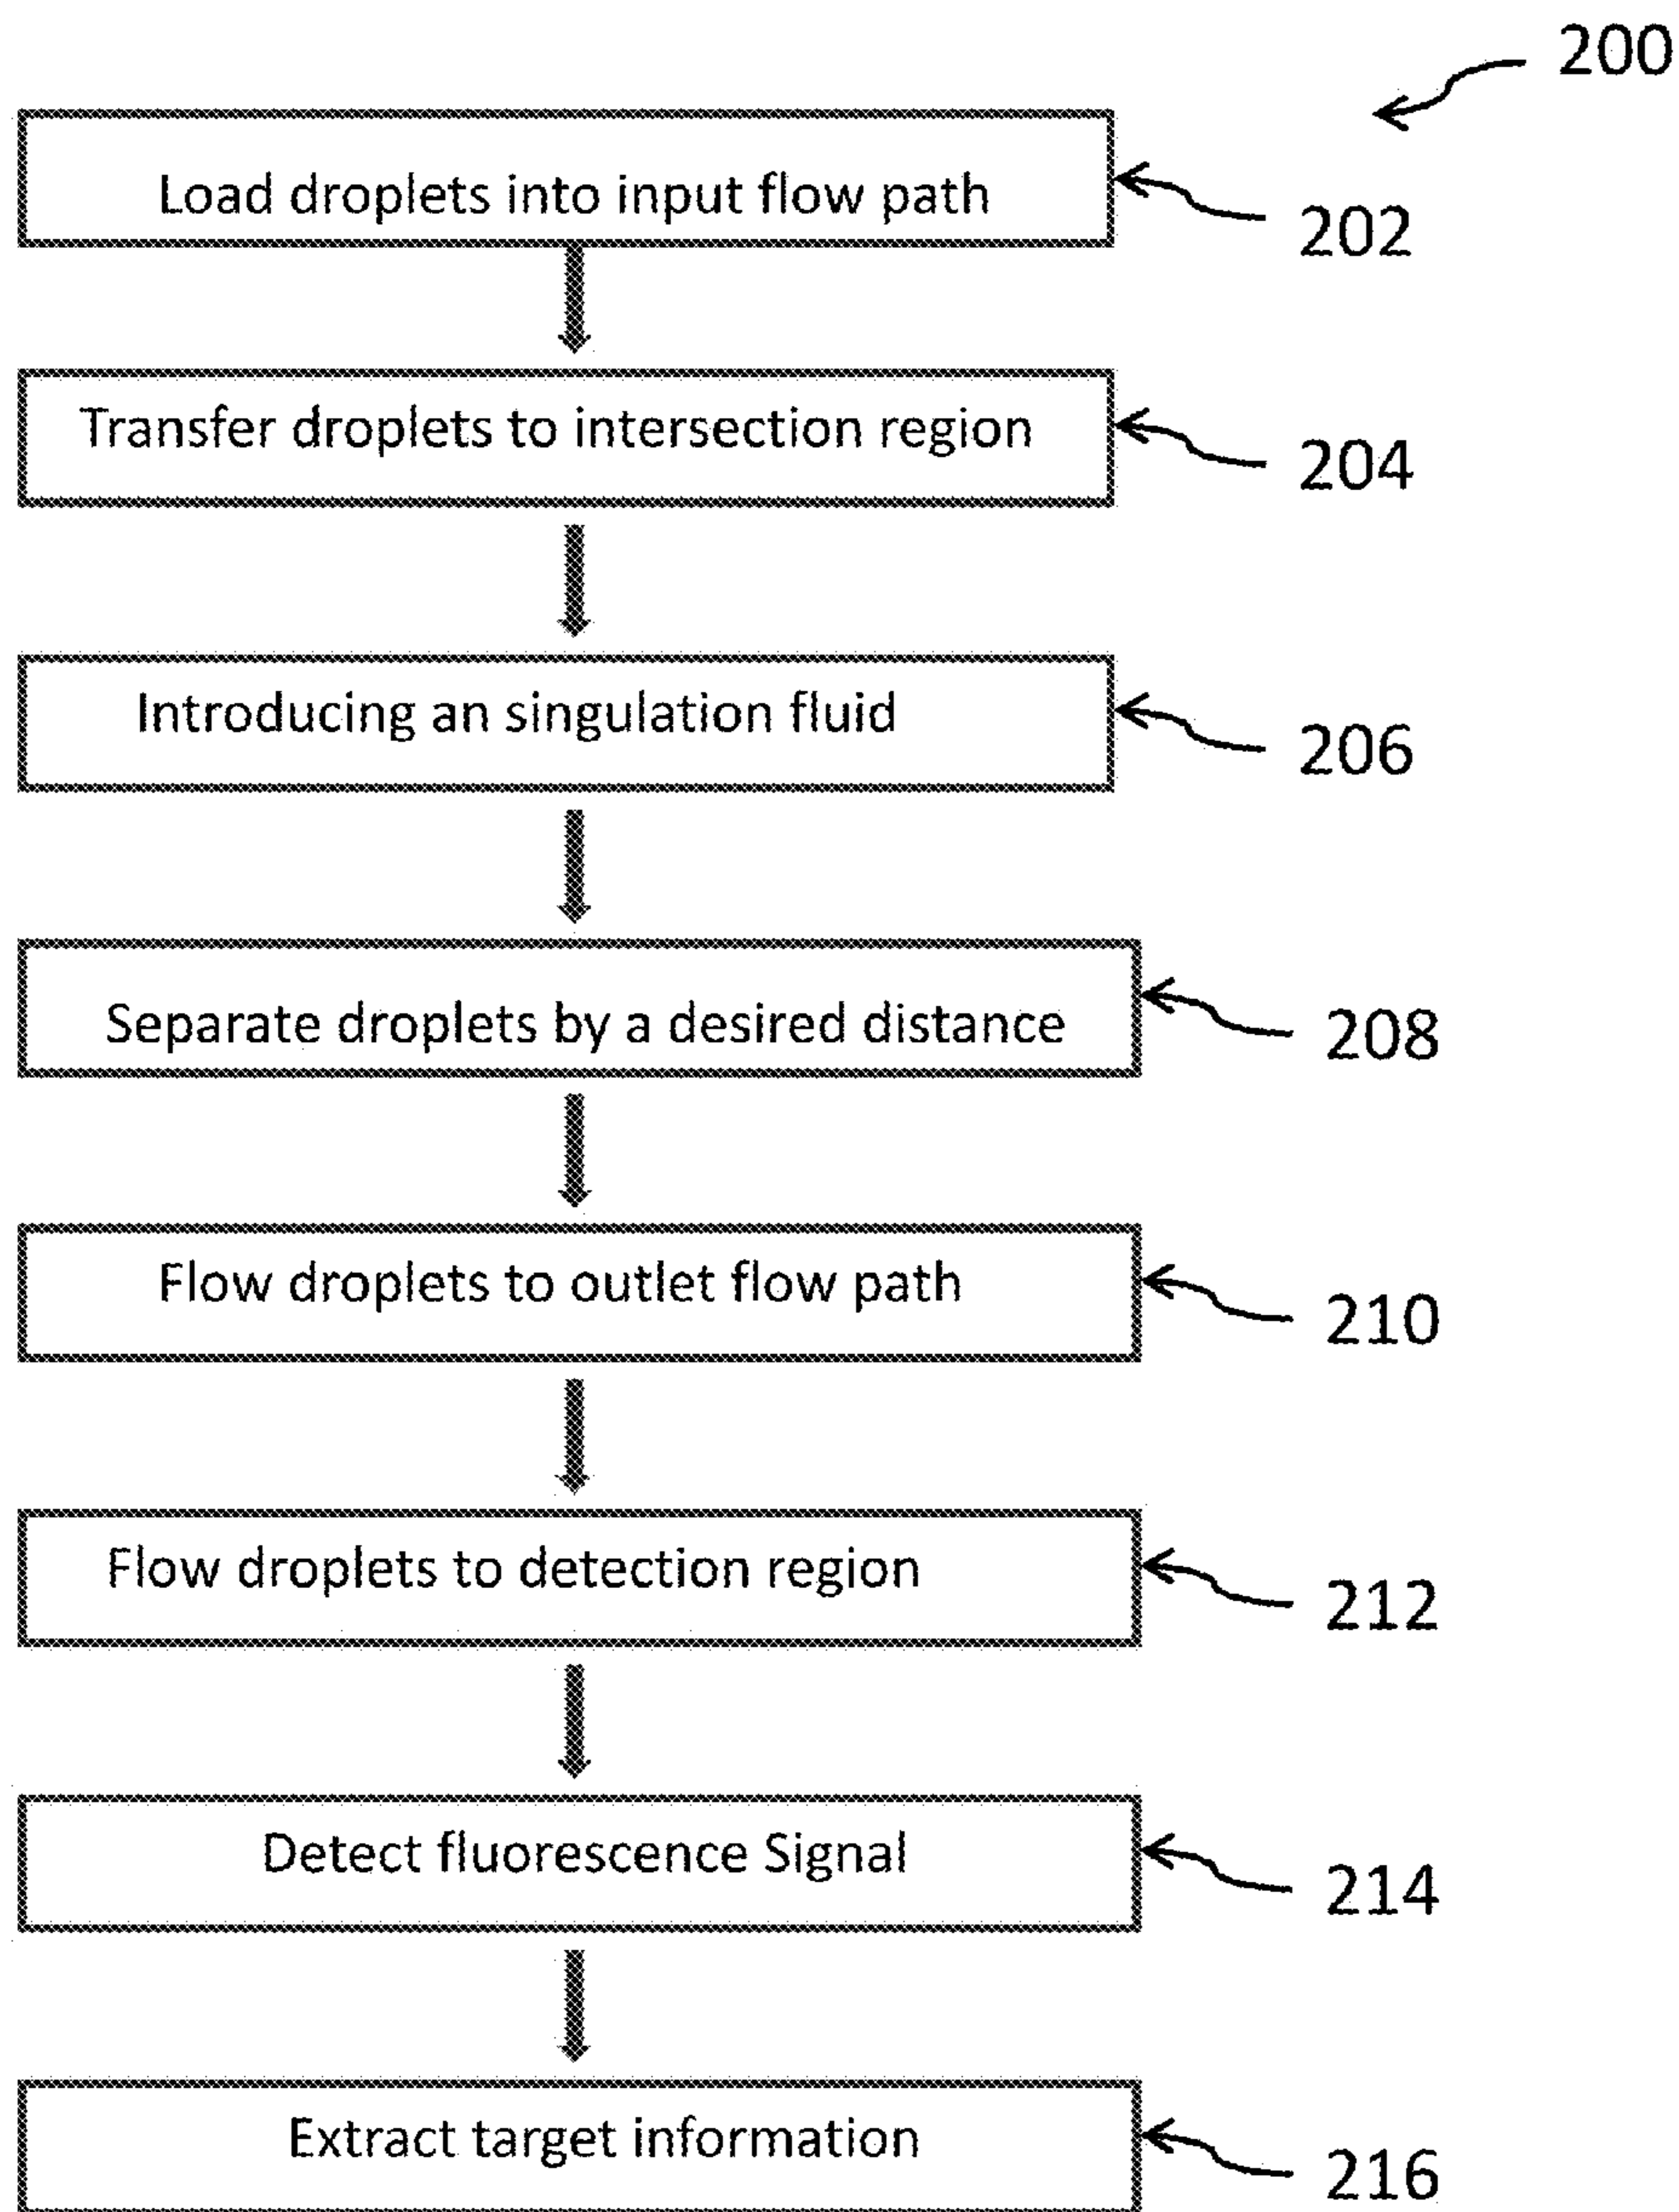 200
Load droplets into input flow path
202
Transfer droplets to intersection region
204
Introducing an singulation fluid
206
Separate droplets by a desired distance
208
Flow droplets to outlet flow path
210
Flow droplets to detection region
212
Detect fluorescence Signal
214
Extract target information
216